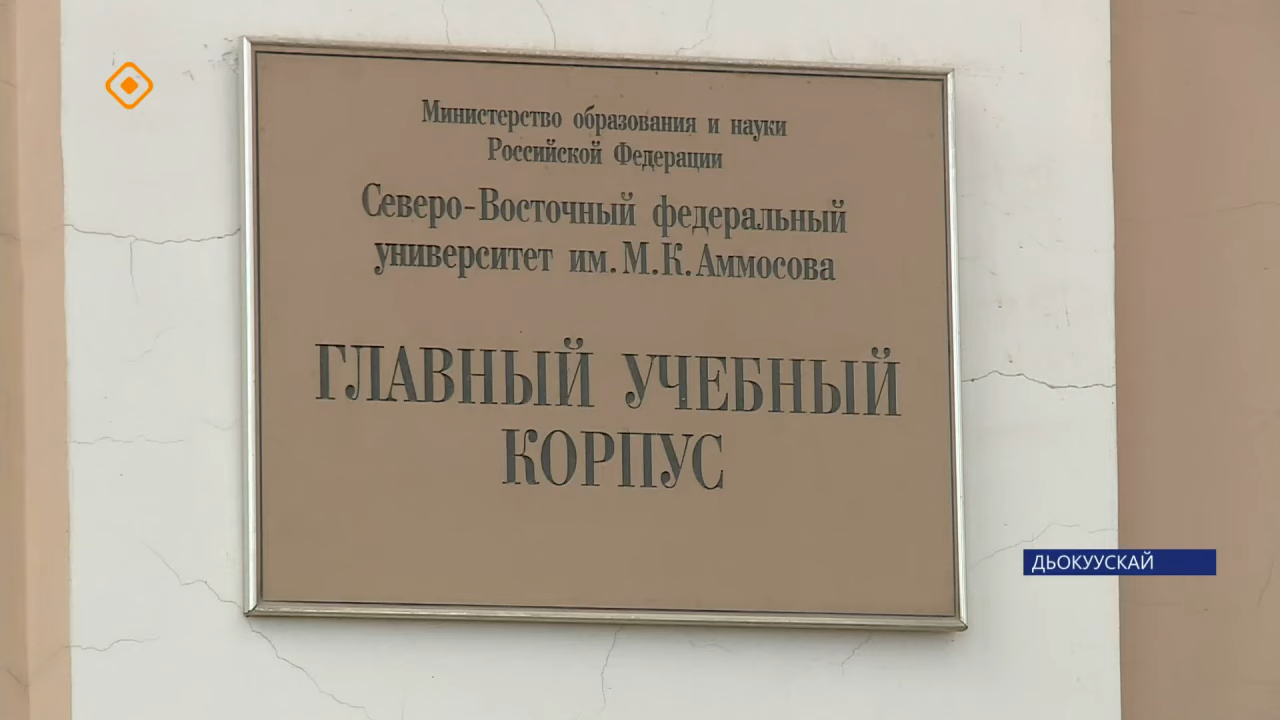 Министерство образования и науки
Российской Федерации
Северо-Восточный федеральный
университет им. М.К. Аммосова
ГЛАВНЫЙ УЧЕБНЫЙ
КОРПУС
ДЬОКУУСКАЙ